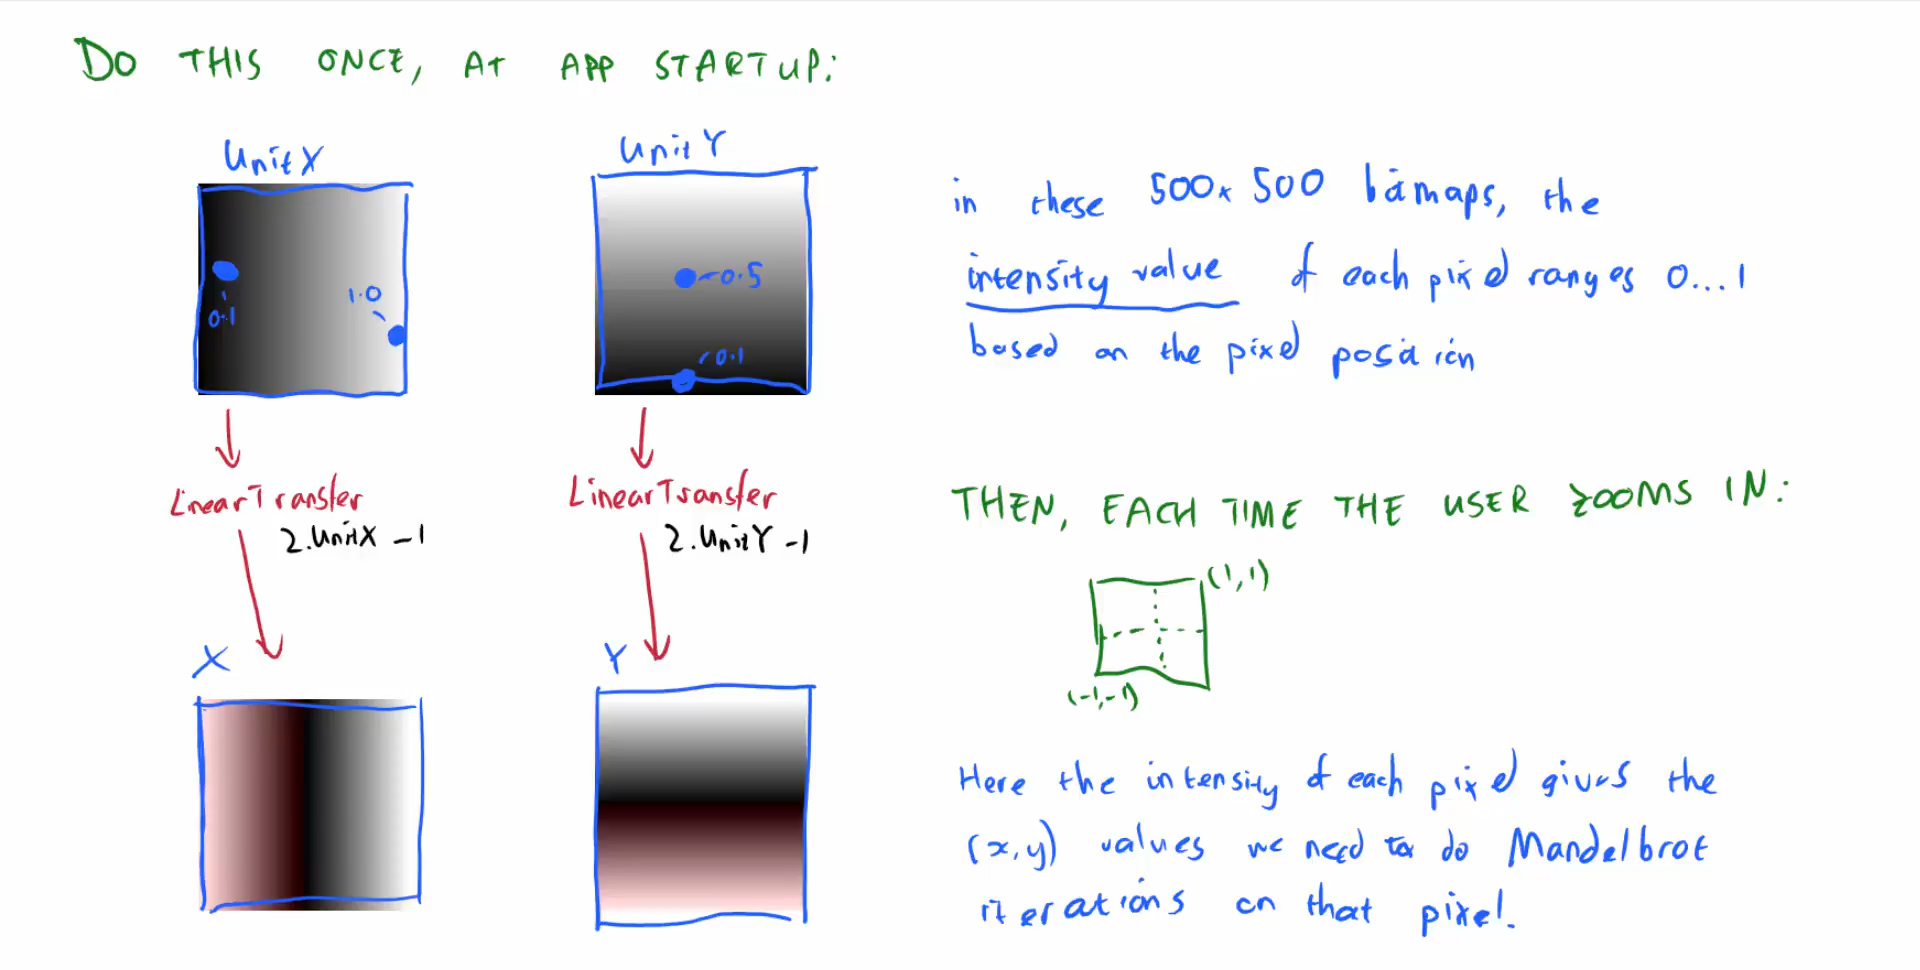 DO THIS ONCE, AT APP STARTUP:
UnitX
UnitY
in these 500x500 bitmaps, the
intensity value of each pixel ranges 0...1
based on the pixel position
0.1
1.0
0.5
0.1
LinearTransfer
2.UnitX -1
LinearTransfer
2.UnitY -1
THEN, EACH TIME THE USER ZOOMS IN:
(1,1)
(-1,-1)
X
Y
Here the intensity of each pixel gives the
(x,y) values we need to do Mandelbrot
iterations on that pixel.